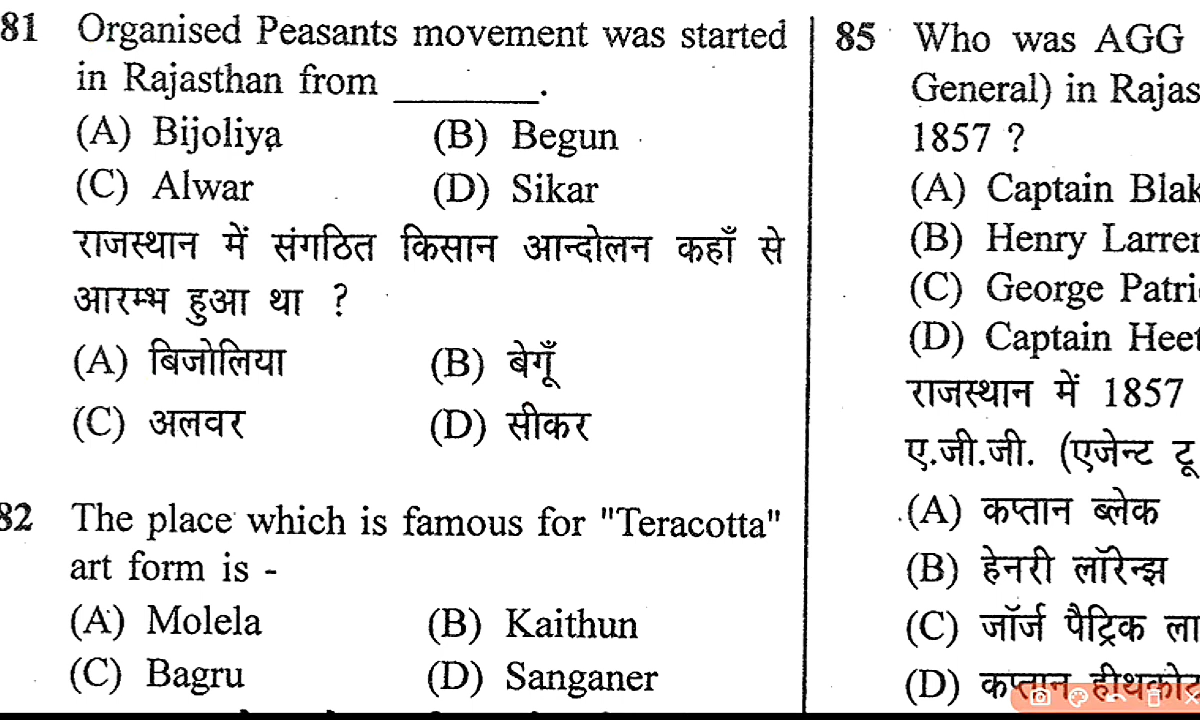 81 Organised Peasants movement was started
in Rajasthan from ________.
(A) Bijoliya (B) Begun
(C) Alwar (D) Sikar
राजस्थान में संगठित किसान आन्दोलन कहाँ से
आरम्भ हुआ था ?
(A) बिजोलिया (B) बेगूँ
(C) अलवर (D) सीकर
82 The place which is famous for "Teracotta"
art form is -
(A) Molela (B) Kaithun
(C) Bagru (D) Sanganer
85 Who was AGG
General) in Rajas
1857 ?
(A) Captain Blak
(B) Henry Larren
(C) George Patri
(D) Captain Heet
राजस्थान में 1857
ए.जी.जी. (एजेन्ट टू
(A) कप्तान ब्लेक
(B) हेनरी लॉरेन्झ
(C) जॉर्ज पैट्रिक ला
(D) कप्तान हीथकोट